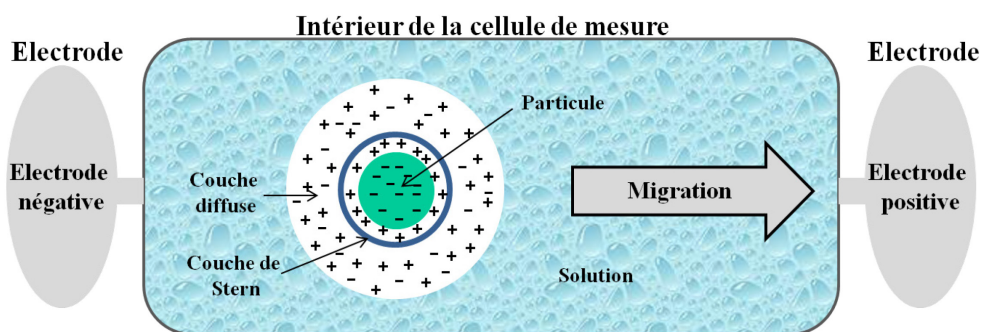 Intérieur de la cellule de mesure
Electrode
Electrode
négative
Particule
Couche
diffuse
Couche de
Stern
Migration
Solution
Electrode
Electrode
positive